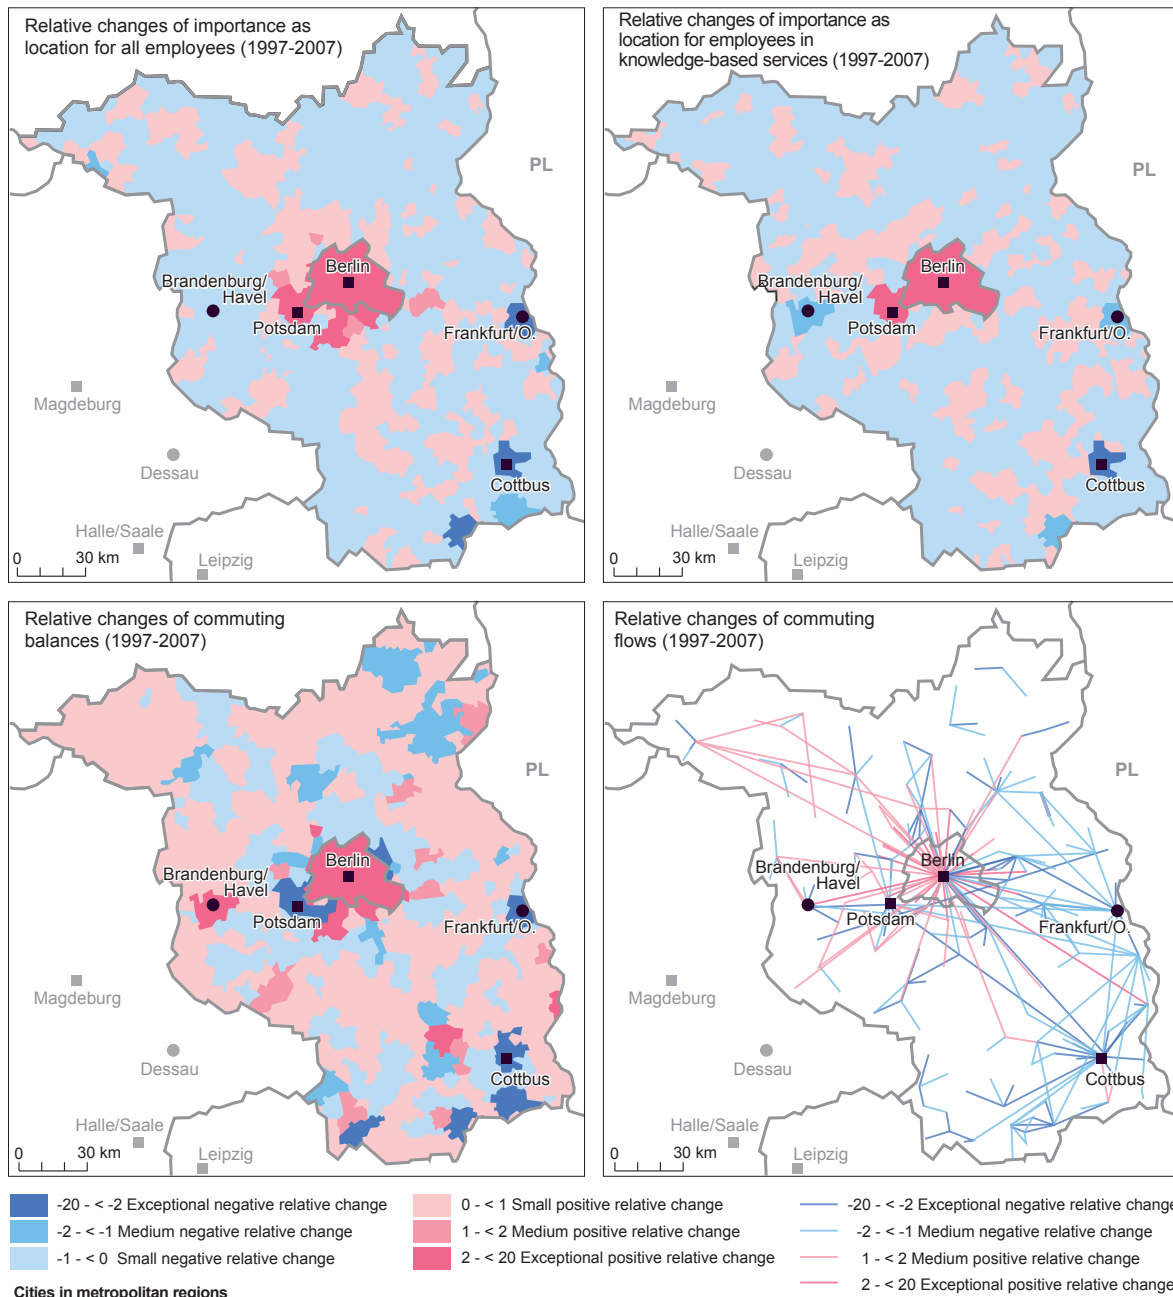 Relative changes of importance as
location for all employees (1997-2007)
PL
Berlin
Brandenburg/
Havel
Potsdam
Frankfurt/O.
Magdeburg
Dessau
Cottbus
Halle/Saale
Leipzig
0 30 km
Relative changes of importance as
location for employees in
knowledge-based services (1997-2007)
PL
Berlin
Brandenburg/
Havel
Potsdam
Frankfurt/O.
Magdeburg
Dessau
Cottbus
Halle/Saale
Leipzig
0 30 km
Relative changes of commuting
balances (1997-2007)
PL
Berlin
Brandenburg/
Havel
Potsdam
Frankfurt/O.
Magdeburg
Dessau
Cottbus
Halle/Saale
Leipzig
0 30 km
Relative changes of commuting
flows (1997-2007)
PL
Berlin
Brandenburg/
Havel
Potsdam
Frankfurt/O.
Magdeburg
Dessau
Cottbus
Halle/Saale
Leipzig
0 30 km
-20 - < -2 Exceptional negative relative change
-2 - < -1 Medium negative relative change
-1 - < 0 Small negative relative change
0 - < 1 Small positive relative change
1 - < 2 Medium positive relative change
2 - < 20 Exceptional positive relative change
-20 - < -2 Exceptional negative relative change
-2 - < -1 Medium negative relative change
1 - < 2 Medium positive relative change
2 - < 20 Exceptional positive relative change
Cities in metropolitan regions